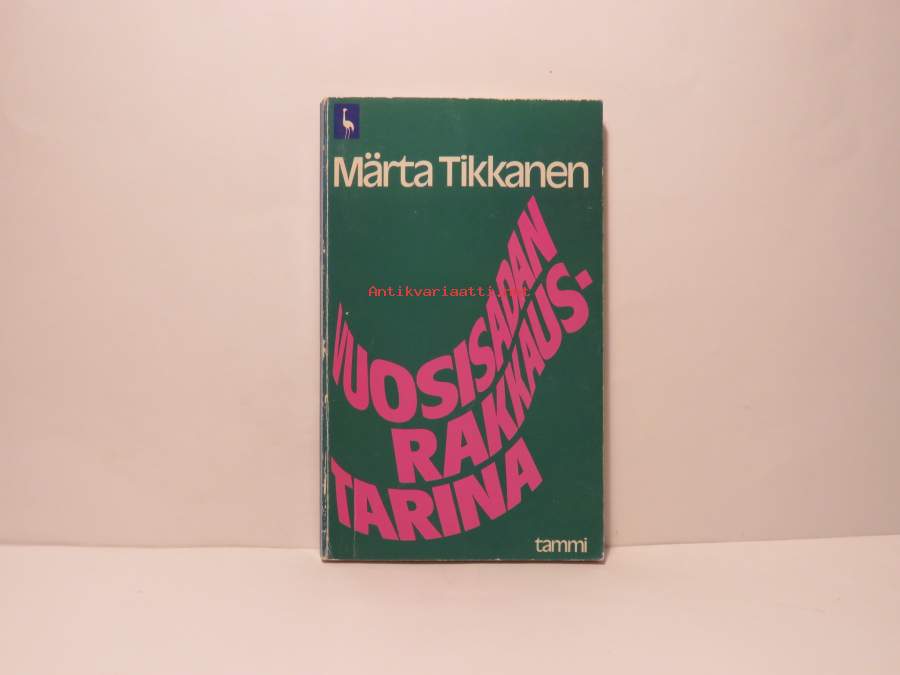 Märta Tikkanen
VUOSISADAN
RAKKAUS-
TARINA
tammi
Antikvariaatti.net